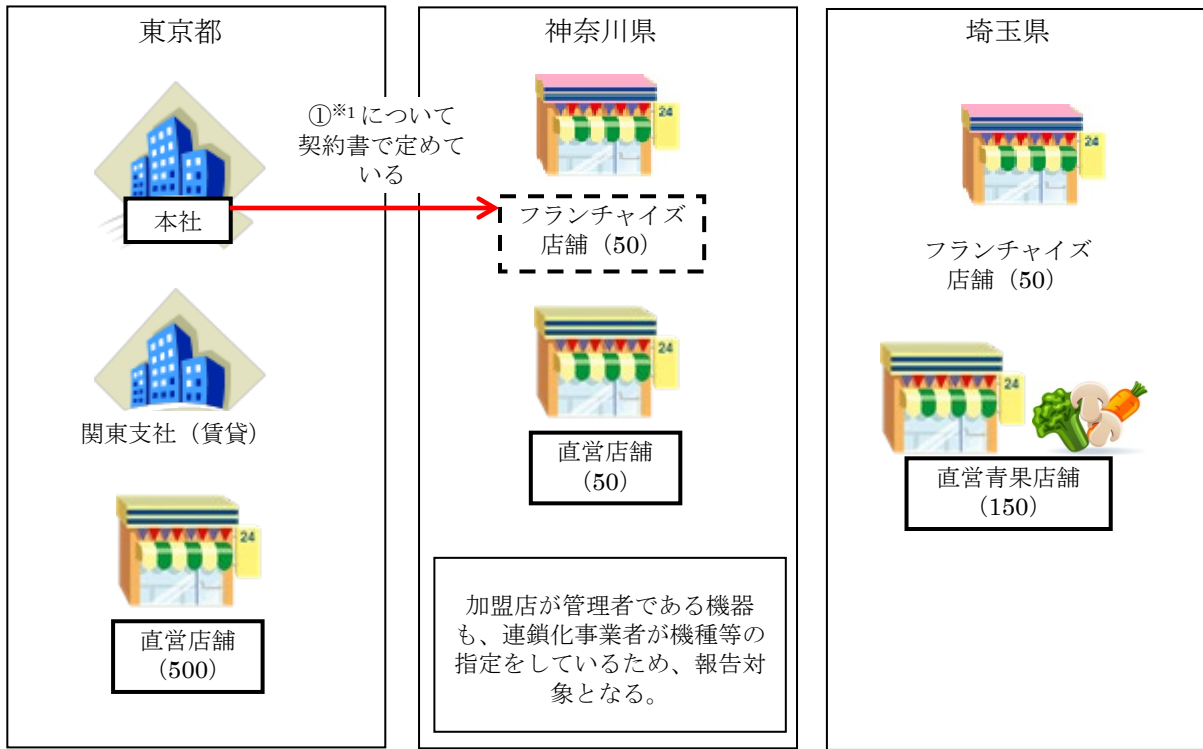 東京都
①※1について
契約書で定めて
いる
本社
関東支社（賃貸）
24
直営店舗
(500)
神奈川県
24
フランチャイズ
店舗（50）
24
直営店舗
(50)
加盟店が管理者である機器
も、連鎖化事業者が機種等の
指定をしているため、報告対
象となる。
埼玉県
24
フランチャイズ
店舗（50）
24
直営青果店舗
（150）